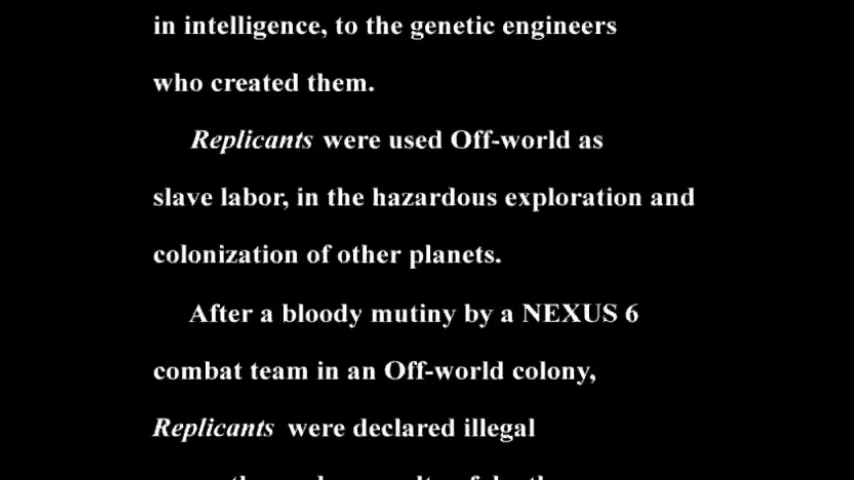 in intelligence, to the genetic engineers
who created them.
Replicants were used Off-world as
slave labor, in the hazardous exploration and
colonization of other planets.
After a bloody mutiny by a NEXUS 6
combat team in an Off-world colony,
Replicants were declared illegal